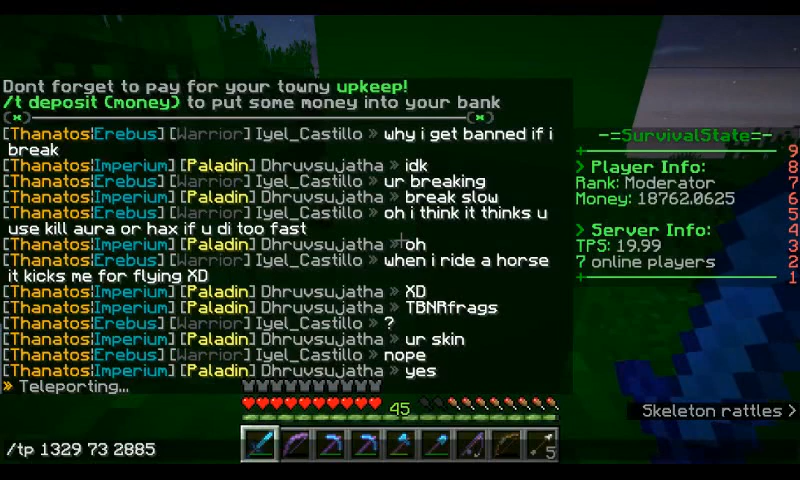 Dont forget to pay for your towny upkeep!
/t deposit (money) to put some money into your bank
[Thanatos|Erebus] [Warrior] Iyel_Castillo » why i get banned if i
break
[Thanatos|Imperium] [Paladin] Dhruvsujatha » idk
[Thanatos|Erebus] [Warrior] Iyel_Castillo » ur breaking
[Thanatos|Imperium] [Paladin] Dhruvsujatha » break slow
[Thanatos|Erebus] [Warrior] Iyel_Castillo » oh i think it thinks u
use kill aura or hax if u di too fast
[Thanatos|Imperium] [Paladin] Dhruvsujatha » oh
[Thanatos|Erebus] [Warrior] Iyel_Castillo » when i ride a horse
it kicks me for flying XD
[Thanatos|Imperium] [Paladin] Dhruvsujatha » XD
[Thanatos|Imperium] [Paladin] Dhruvsujatha » TBNRfrags
[Thanatos|Erebus] [Warrior] Iyel_Castillo » ?
[Thanatos|Imperium] [Paladin] Dhruvsujatha » ur skin
[Thanatos|Erebus] [Warrior] Iyel_Castillo » nope
[Thanatos|Imperium] [Paladin] Dhruvsujatha » yes
» Teleporting...
-=SurvivalState=-
9
> Player Info: 8
Rank: Moderator 7
Money: 18762.0625 6
5
> Server Info: 4
TPS: 19.99 3
7 online players 2
1
45
Skeleton rattles >
5
/tp 1329 73 2885